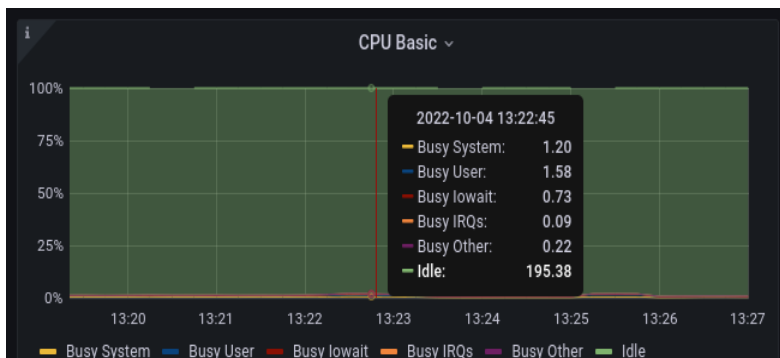 i
CPU Basic
100%
75%
50%
25%
0%
2022-10-04 13:22:45
Busy System: 1.20
Busy User: 1.58
Busy Iowait: 0.73
Busy IRQs: 0.09
Busy Other: 0.22
Idle: 195.38
13:20 13:21 13:22 13:23 13:24 13:25 13:26 13:27
Busy System Busy User Busy Iowait Busy IRQs Busy Other Idle